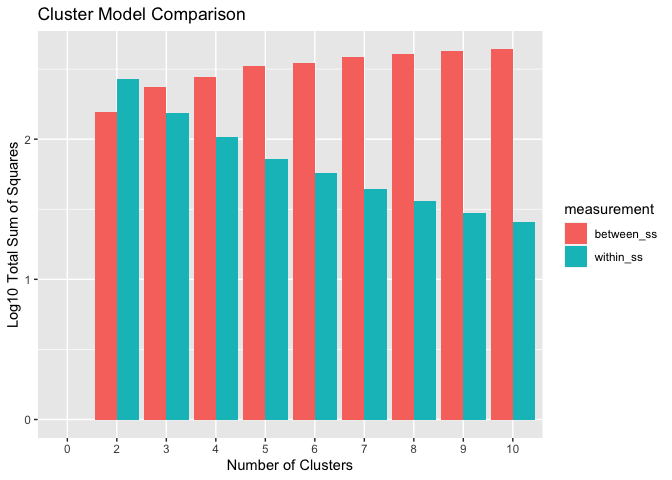 Cluster Model Comparison
Log10 Total Sum of Squares
2
1
0
0 2 3 4 5 6 7 8 9 10
Number of Clusters
measurement
between_ss
within_ss